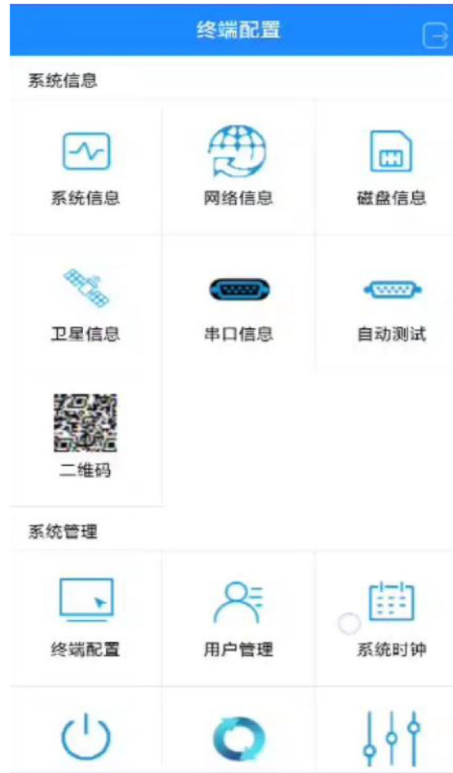 终端配置
系统信息
系统信息 网络信息 磁盘信息
卫星信息 串口信息 自动测试
二维码
系统管理
终端配置 用户管理 系统时钟